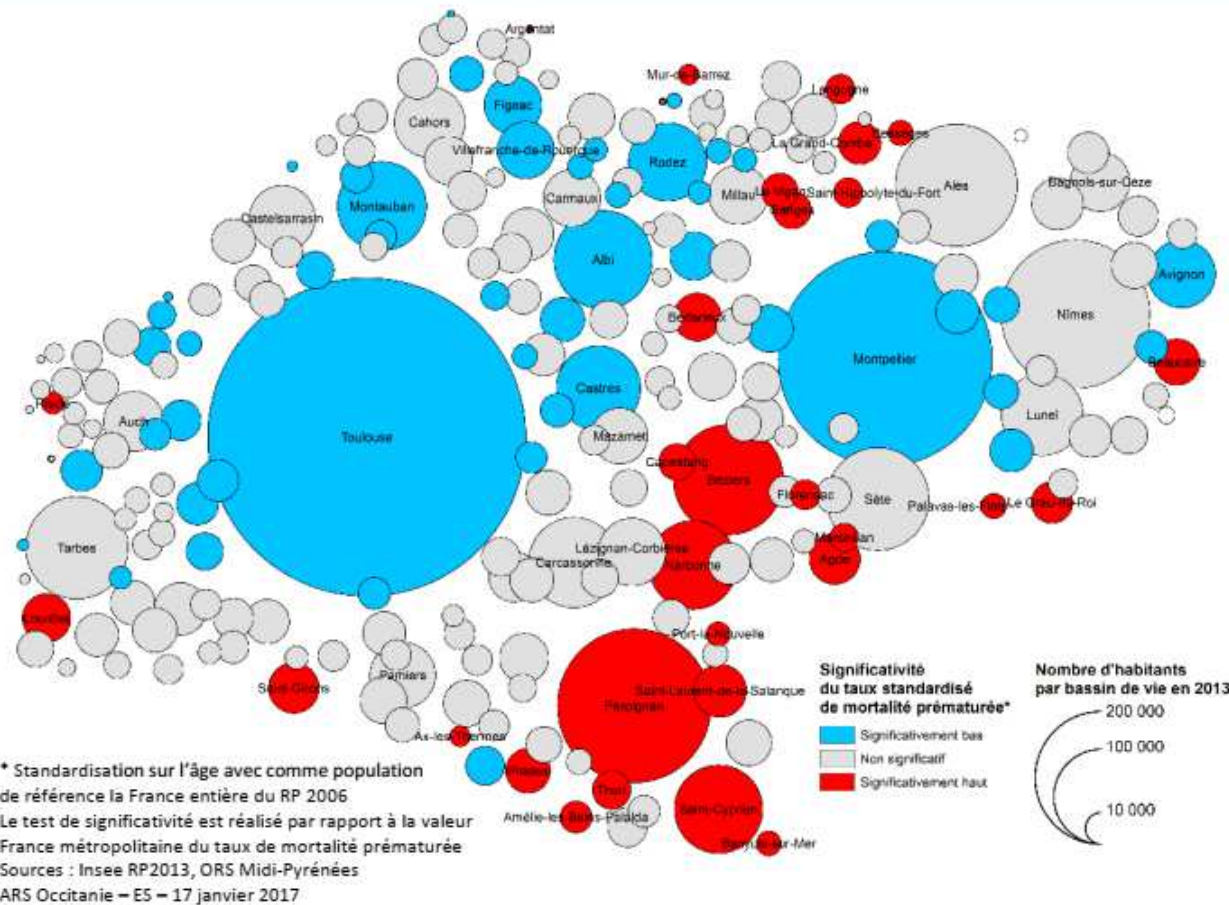 Argentat
Mur-de-Barrez
Langogne
Figeac
Cahors
Bessèges
La Grand-Combe
Villefranche-de-Rouergue
Rodez
Alès
Bagnols-sur-Cèze
Le Vigan
Saint-Hippolyte-du-Fort
Millau
Carmaux
Ganges
Montauban
Castelsarrasin
Albi
Avignon
Nîmes
Bédarieux
Montpellier
Beaucaire
Castres
Auch
Lunel
Toulouse
Mazamet
Capestang
Béziers
Florensac
Sète
Palavas-les-Flots
Le Grau-du-Roi
Marseillan
Tarbes
Lézignan-Corbières
Carcassonne
Narbonne
Agde
Lourdes
Port-la-Nouvelle
Pamiers
Saint-Girons
Saint-Laurent-de-la-Salanque
Perpignan
Ax-les-Thermes
Thuir
Saint-Cyprien
Amélie-les-Bains-Palalda
Banyuls-sur-Mer
Significativité
du taux standardisé
de mortalité prématurée*
Significativement bas
Non significatif
Significativement haut
Nombre d'habitants
par bassin de vie en 2013
200 000
100 000
10 000
* Standardisation sur l'âge avec comme population
de référence la France entière du RP 2006
Le test de significativité est réalisé par rapport à la valeur
France métropolitaine du taux de mortalité prématurée
Sources : Insee RP2013, ORS Midi-Pyrénées
ARS Occitanie – ES – 17 janvier 2017